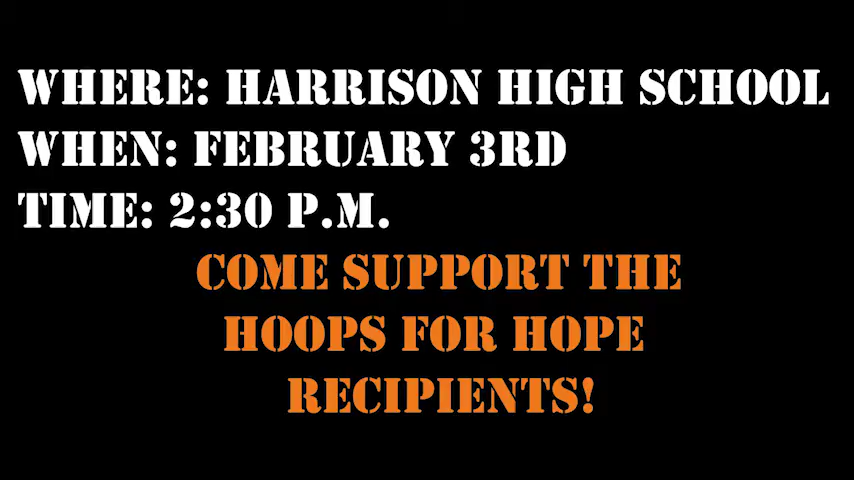 WHERE: HARRISON HIGH SCHOOL
WHEN: FEBRUARY 3RD
TIME: 2:30 P.M.
COME SUPPORT THE
HOOPS FOR HOPE
RECIPIENTS!